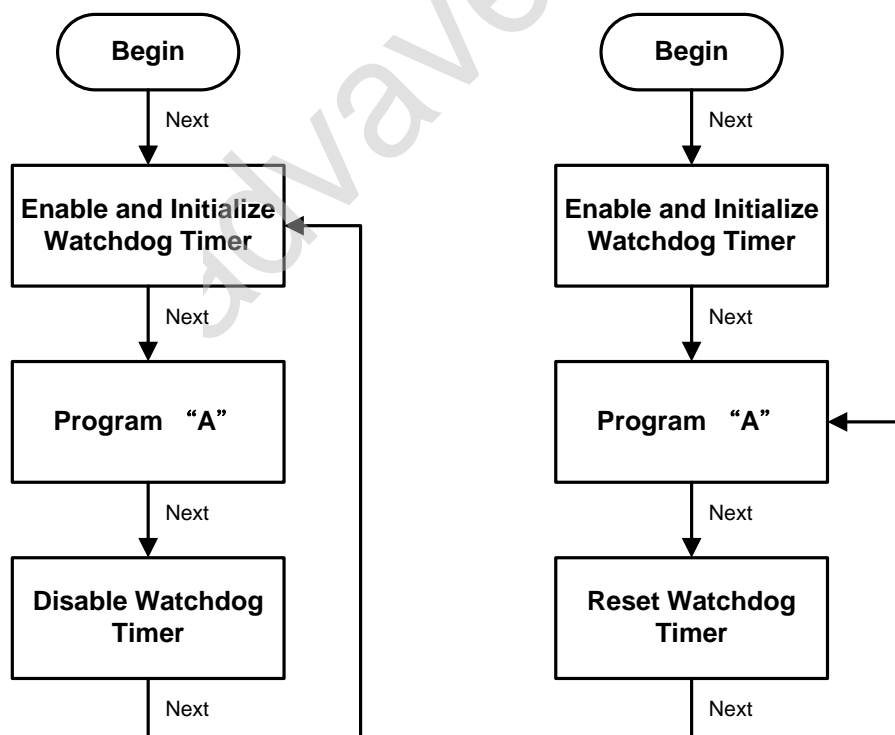 Begin
Next
Enable and Initialize
Watchdog Timer
Next
Program “A”
Next
Disable Watchdog
Timer
Next
Begin
Next
Enable and Initialize
Watchdog Timer
Next
Program “A”
Next
Reset Watchdog
Timer
Next